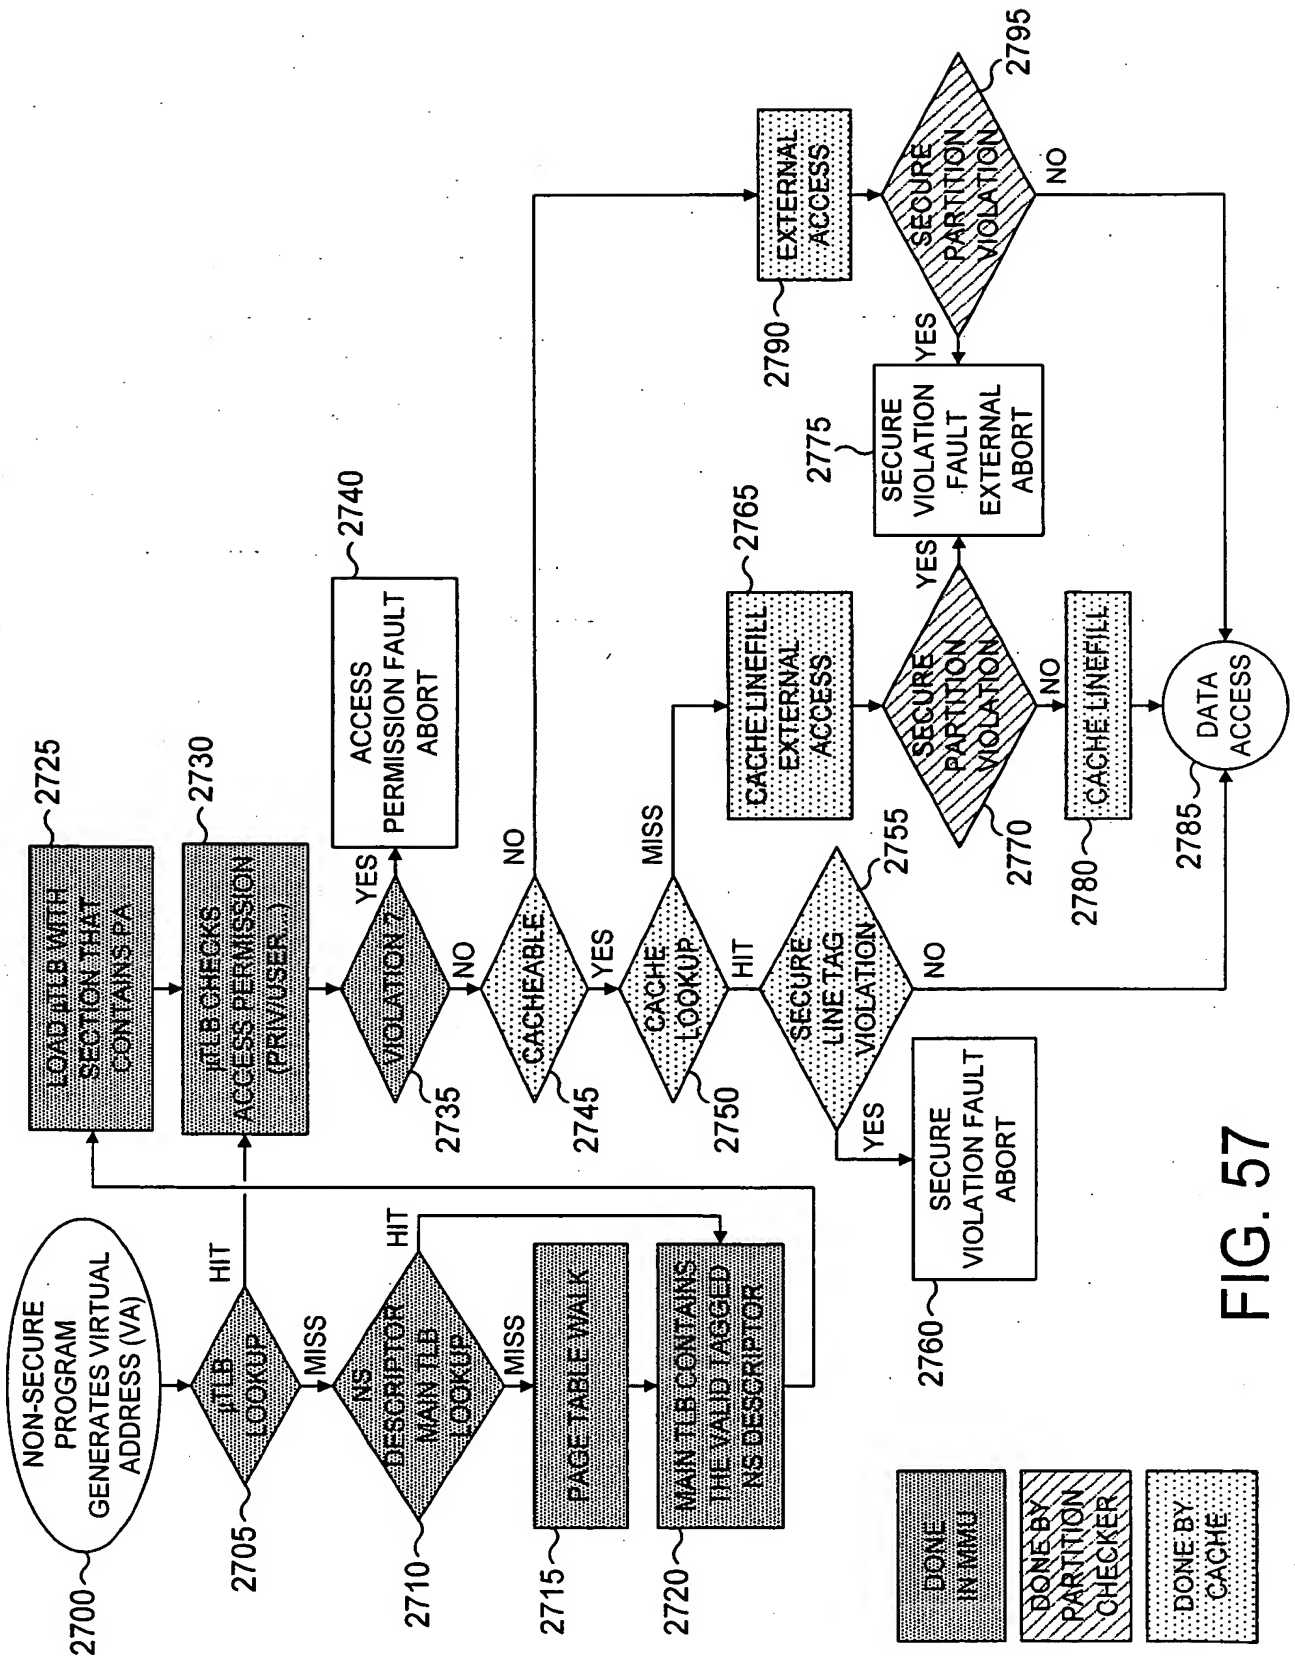 NON-SECURE
PROGRAM
GENERATES VIRTUAL
ADDRESS (VA)
2700
µTLB
LOOKUP
2705
HIT
MISS
NS
DESCRIPTOR
MAIN TLB
LOOKUP
2710
HIT
MISS
PAGE TABLE WALK
2715
MAIN TLB CONTAINS
THE VALID TAGGED
NS DESCRIPTOR
2720
LOAD µTLB WITH
SECTION THAT
CONTAINS PA
2725
µTLB CHECKS
ACCESS PERMISSION
(PRIV/USER...)
2730
VIOLATION ?
2735
YES
NO
ACCESS
PERMISSION FAULT
ABORT
2740
CACHEABLE
2745
NO
YES
CACHE
LOOKUP
2750
MISS
HIT
SECURE
LINE TAG
VIOLATION
2755
YES
NO
SECURE
VIOLATION FAULT
ABORT
2760
CACHE LINEFILL
EXTERNAL
ACCESS
2765
SECURE
PARTITION
VIOLATION
2770
YES
NO
SECURE
VIOLATION
FAULT
EXTERNAL
ABORT
2775
CACHE LINEFILL
2780
DATA
ACCESS
2785
EXTERNAL
ACCESS
2790
SECURE
PARTITION
VIOLATION
2795
YES
NO
DONE
IN MMU
DONE BY
PARTITION
CHECKER
DONE BY
CACHE
FIG. 57